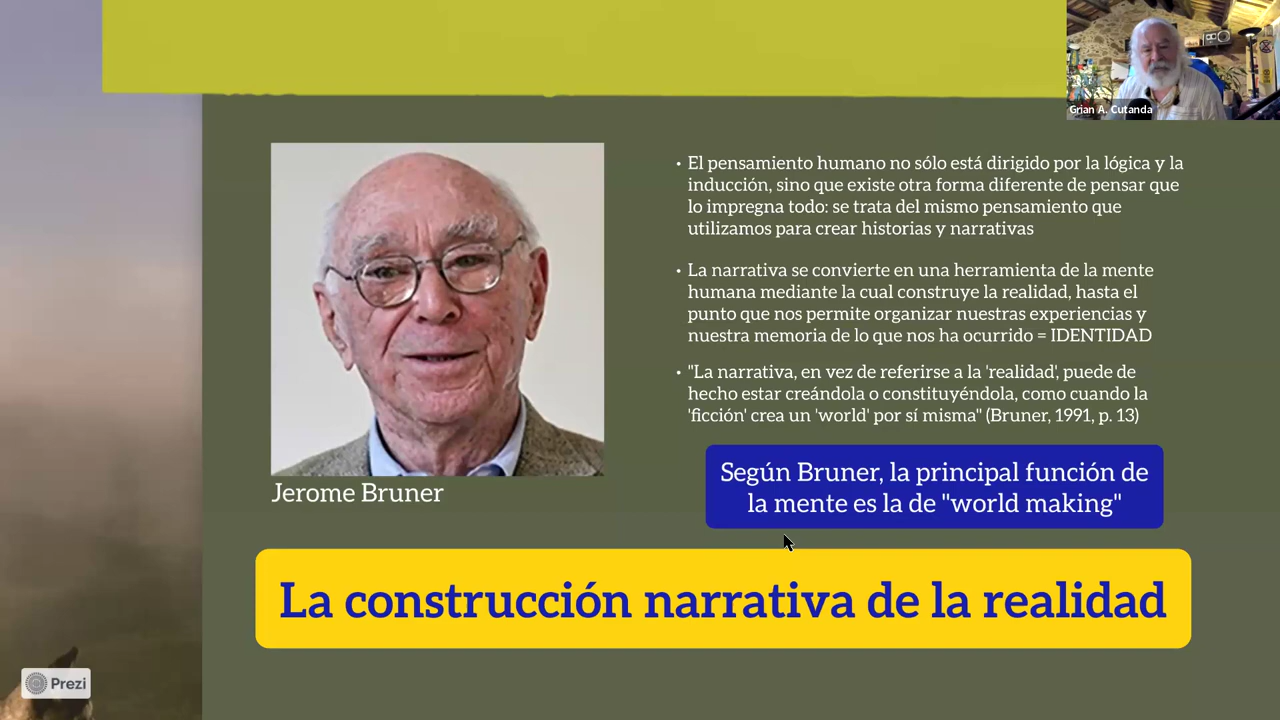 Grian A. Cutanda
• El pensamiento humano no sólo está dirigido por la lógica y la
inducción, sino que existe otra forma diferente de pensar que
lo impregna todo: se trata del mismo pensamiento que
utilizamos para crear historias y narrativas
• La narrativa se convierte en una herramienta de la mente
humana mediante la cual construye la realidad, hasta el
punto que nos permite organizar nuestras experiencias y
nuestra memoria de lo que nos ha ocurrido = IDENTIDAD
• "La narrativa, en vez de referirse a la 'realidad', puede de
hecho estar creándola o constituyéndola, como cuando la
'ficción' crea un 'world' por sí misma" (Bruner, 1991, p. 13)
Jerome Bruner
Según Bruner, la principal función de
la mente es la de "world making"
La construcción narrativa de la realidad
Prezi